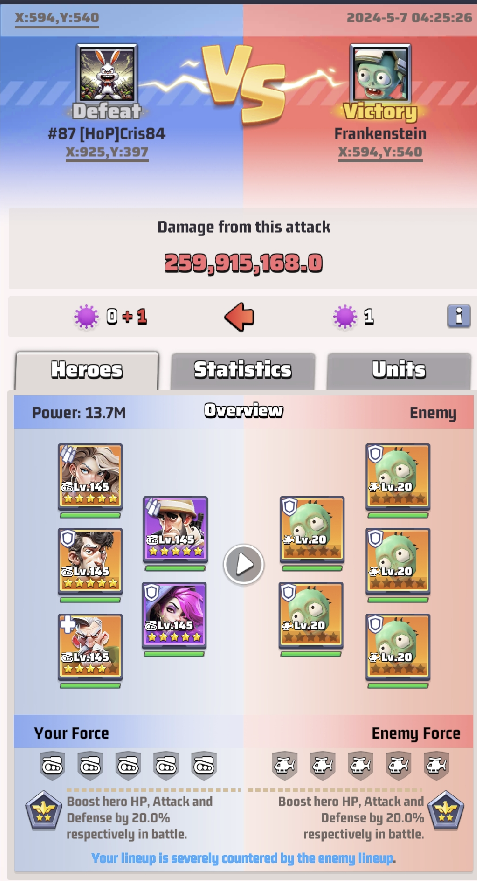 X:594,Y:540
2024-5-7 04:25:26
VS
Defeat
Victory
#87 [HoP]Cris84
Frankenstein
X:925,Y:397
X:594,Y:540
Damage from this attack
259,915,168.0
0 + 1
1
i
Heroes
Statistics
Units
Power: 13.7M
Overview
Enemy
Lv.145
Lv.145
Lv.145
Lv.145
Lv.145
Lv.20
Lv.20
Lv.20
Lv.20
Lv.20
Your Force
Enemy Force
Boost hero HP, Attack and
Defense by 20.0%
respectively in battle.
Boost hero HP, Attack and
Defense by 20.0%
respectively in battle.
Your lineup is severely countered by the enemy lineup.